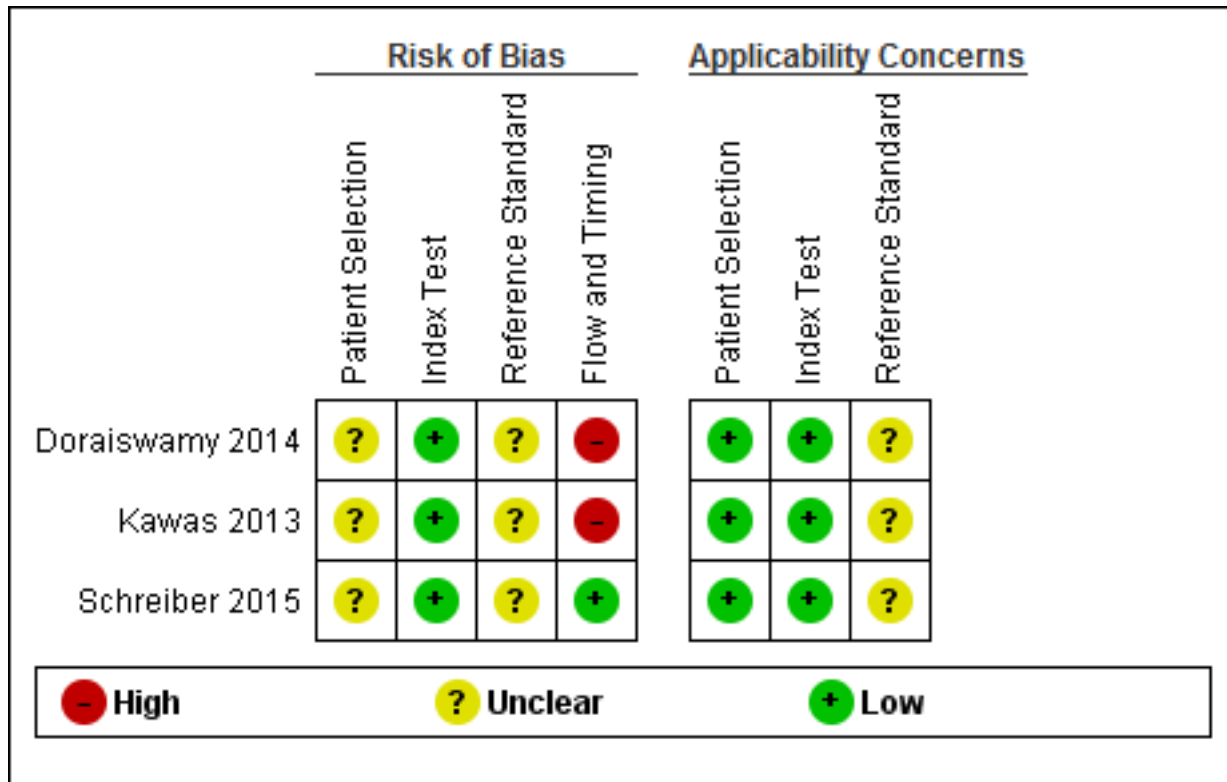 Risk of Bias Applicability Concerns
Patient Selection
Index Test
Reference Standard
Flow and Timing
Patient Selection
Index Test
Reference Standard
Doraiswamy 2014 ? + ? - + + ?
Kawas 2013 ? + ? - + + ?
Schreiber 2015 ? + ? + + + ?
- High ? Unclear + Low